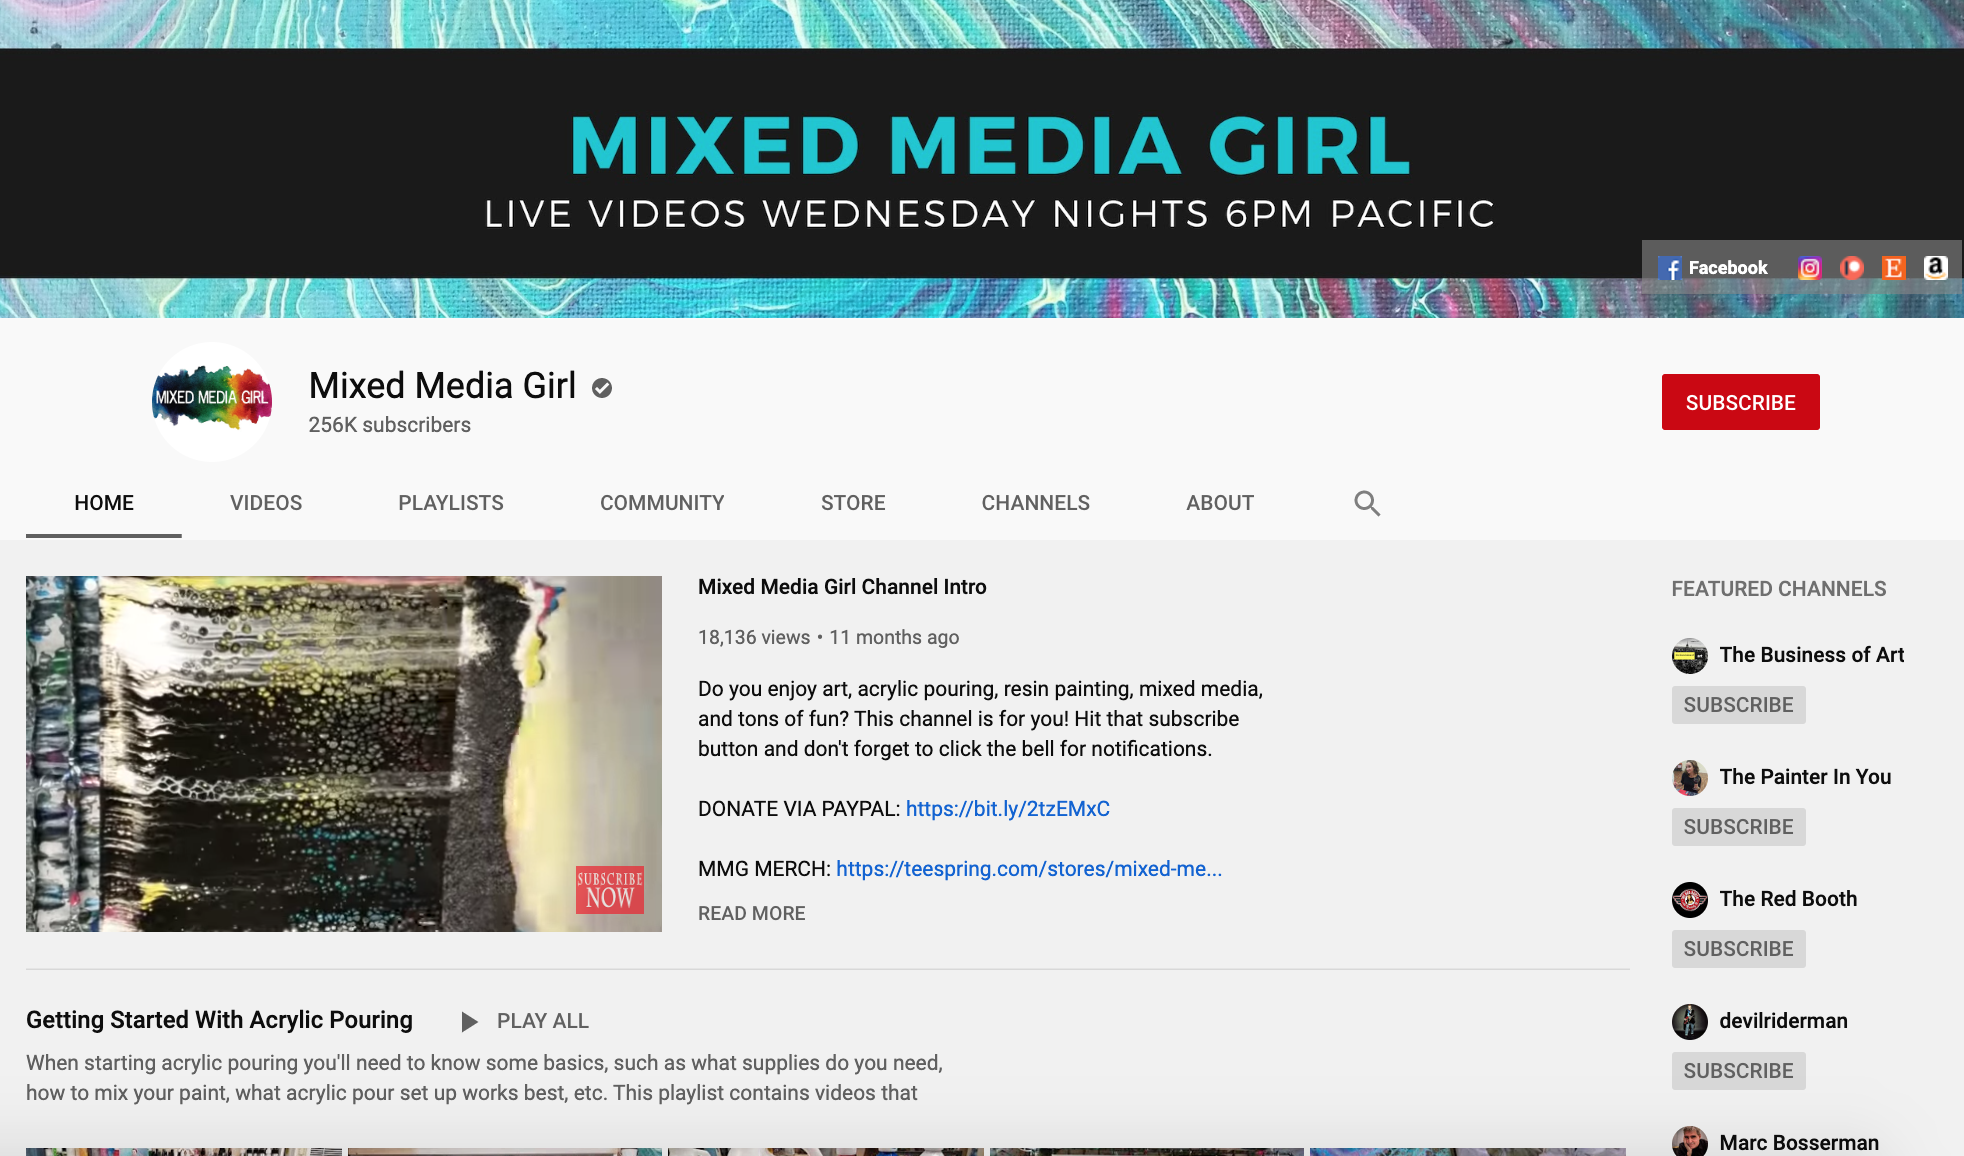 MIXED MEDIA GIRL
LIVE VIDEOS WEDNESDAY NIGHTS 6PM PACIFIC
Facebook
MIXED MEDIA GIRL
Mixed Media Girl
256K subscribers
SUBSCRIBE
HOME VIDEOS PLAYLISTS COMMUNITY STORE CHANNELS ABOUT
SUBSCRIBE
NOW
Mixed Media Girl Channel Intro
18,136 views • 11 months ago
Do you enjoy art, acrylic pouring, resin painting, mixed media,
and tons of fun? This channel is for you! Hit that subscribe
button and don't forget to click the bell for notifications.
DONATE VIA PAYPAL: https://bit.ly/2tzEMxC
MMG MERCH: https://teespring.com/stores/mixed-me...
READ MORE
Getting Started With Acrylic Pouring PLAY ALL
When starting acrylic pouring you'll need to know some basics, such as what supplies do you need,
how to mix your paint, what acrylic pour set up works best, etc. This playlist contains videos that
FEATURED CHANNELS
The Business of Art
SUBSCRIBE
The Painter In You
SUBSCRIBE
The Red Booth
SUBSCRIBE
devilriderman
SUBSCRIBE
Marc Bosserman